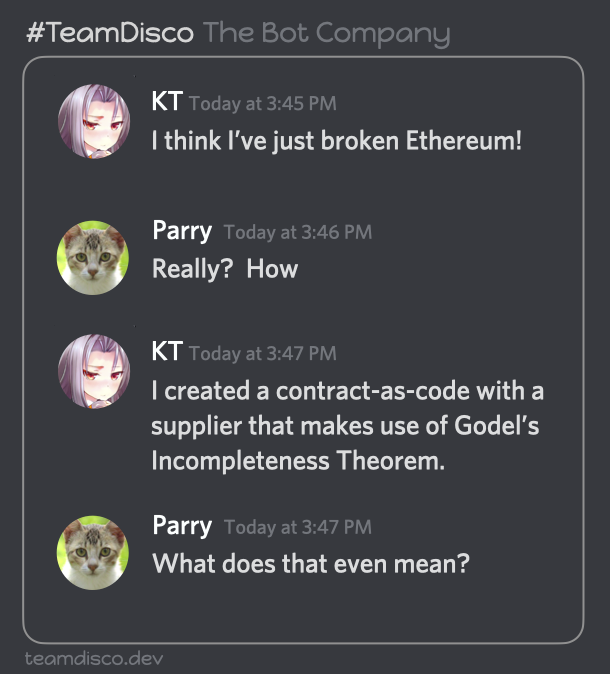 #TeamDisco The Bot Company
KT Today at 3:45 PM
I think I’ve just broken Ethereum!
Parry Today at 3:46 PM
Really?  How
KT Today at 3:47 PM
I created a contract-as-code with a
supplier that makes use of Godel’s
Incompleteness Theorem.
Parry Today at 3:47 PM
What does that even mean?
teamdisco.dev